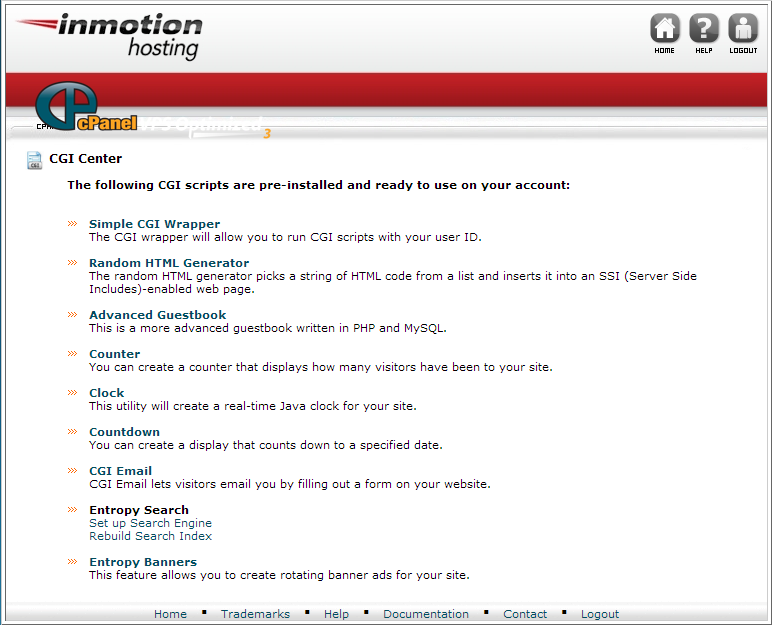 inmotion
hosting
HOME
HELP
LOGOUT
cPanel VPS Optimized 3
CGI Center
The following CGI scripts are pre-installed and ready to use on your account:
Simple CGI Wrapper
The CGI wrapper will allow you to run CGI scripts with your user ID.
Random HTML Generator
The random HTML generator picks a string of HTML code from a list and inserts it into an SSI (Server Side
Includes)-enabled web page.
Advanced Guestbook
This is a more advanced guestbook written in PHP and MySQL.
Counter
You can create a counter that displays how many visitors have been to your site.
Clock
This utility will create a real-time Java clock for your site.
Countdown
You can create a display that counts down to a specified date.
CGI Email
CGI Email lets visitors email you by filling out a form on your website.
Entropy Search
Set up Search Engine
Rebuild Search Index
Entropy Banners
This feature allows you to create rotating banner ads for your site.
Home ▪ Trademarks ▪ Help ▪ Documentation ▪ Contact ▪ Logout